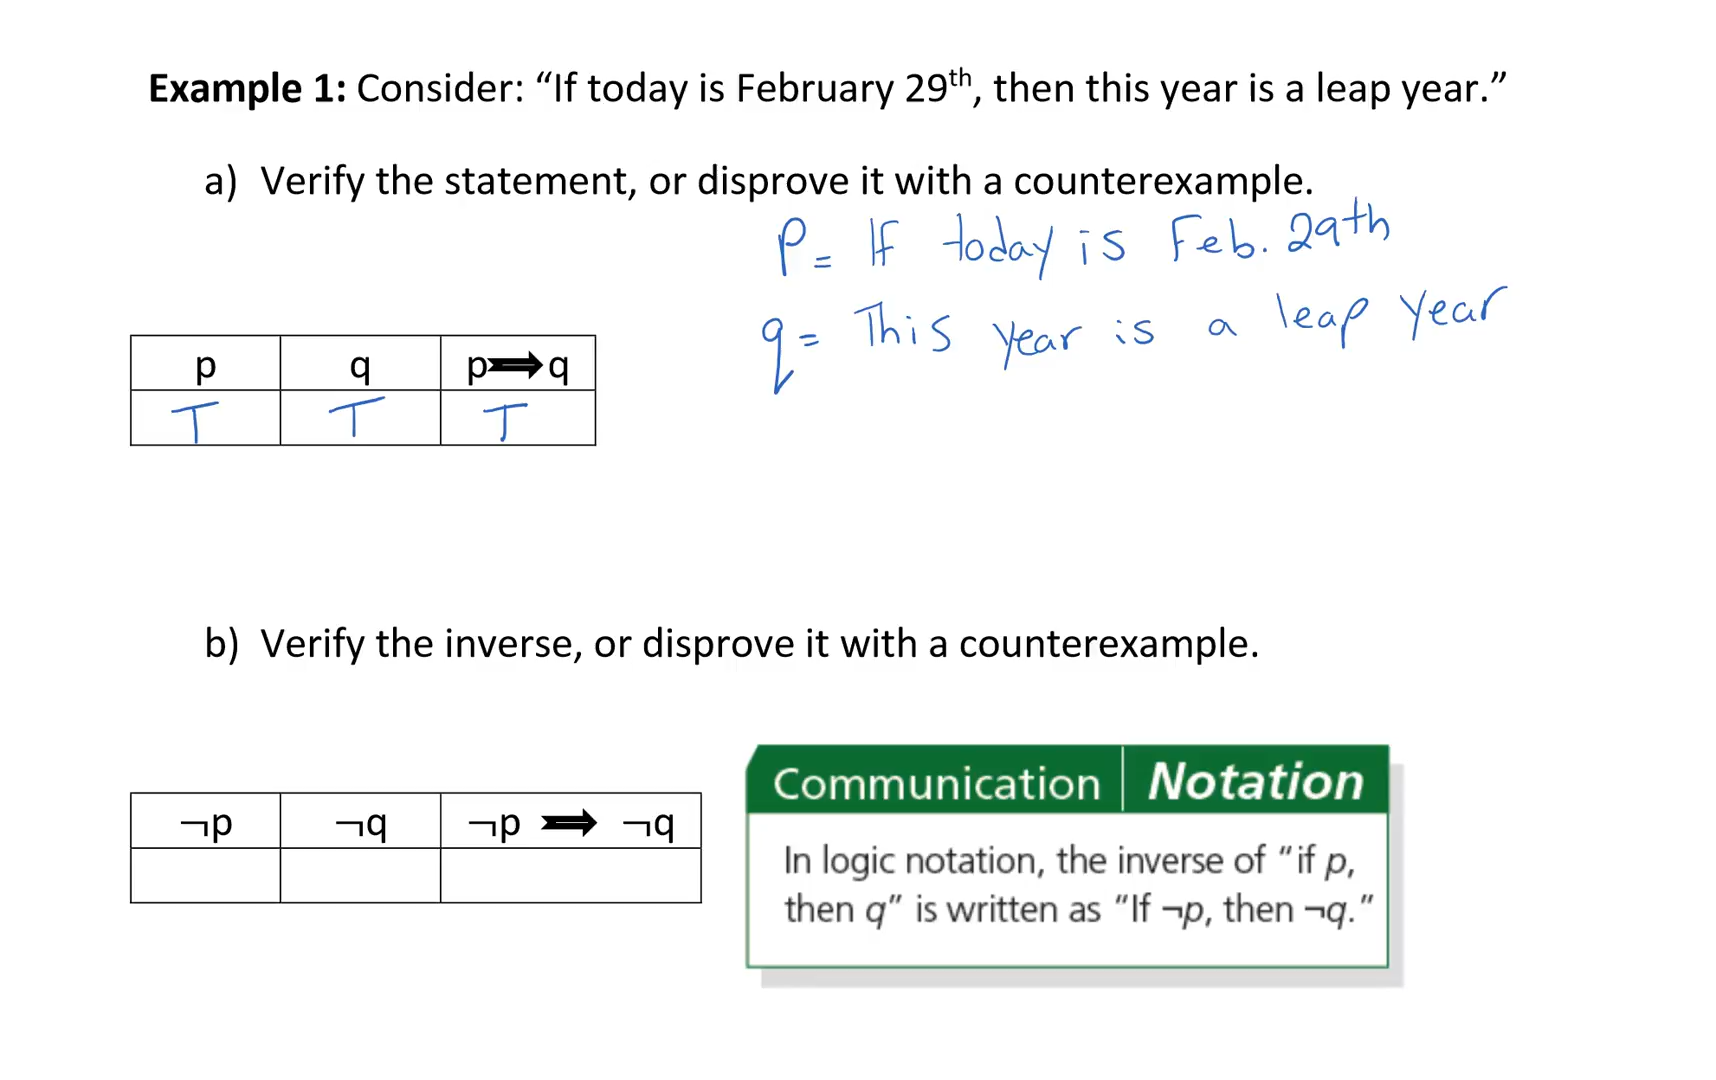 Example 1: Consider: “If today is February 29th, then this year is a leap year.”
a) Verify the statement, or disprove it with a counterexample.
P = If today is Feb. 29th
q = This year is a leap year
p ⟹ q p⟹q
T T T
b) Verify the inverse, or disprove it with a counterexample.
¬p ¬q ¬p ⟹ ¬q
Communication Notation
In logic notation, the inverse of “if p,
then q” is written as “If ¬p, then ¬q.”